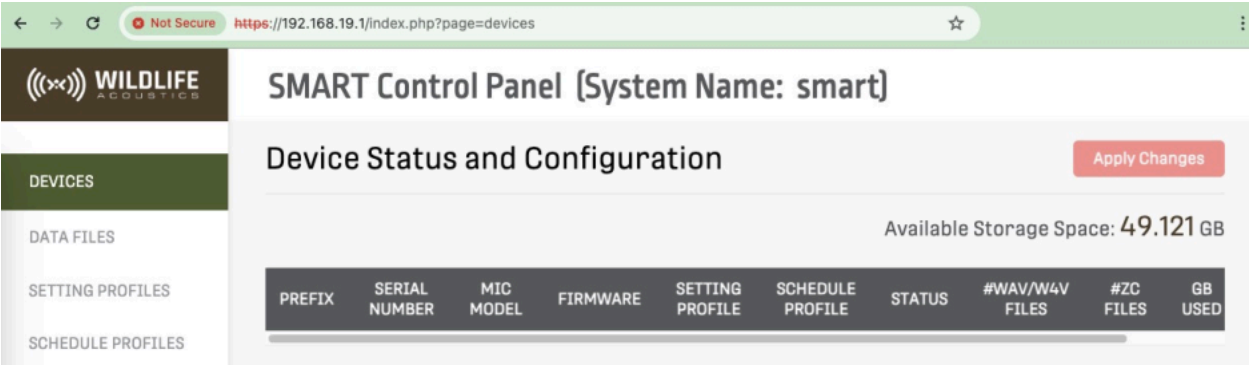 Not Secure https://192.168.19.1/index.php?page=devices
WILDLIFE
ACOUSTICS
SMART Control Panel (System Name: smart)
Device Status and Configuration
Apply Changes
Available Storage Space: 49.121 GB
DEVICES
DATA FILES
SETTING PROFILES
SCHEDULE PROFILES
PREFIX
SERIAL
NUMBER
MIC
MODEL
FIRMWARE
SETTING
PROFILE
SCHEDULE
PROFILE
STATUS
#WAV/W4V
FILES
#ZC
FILES
GB
USED